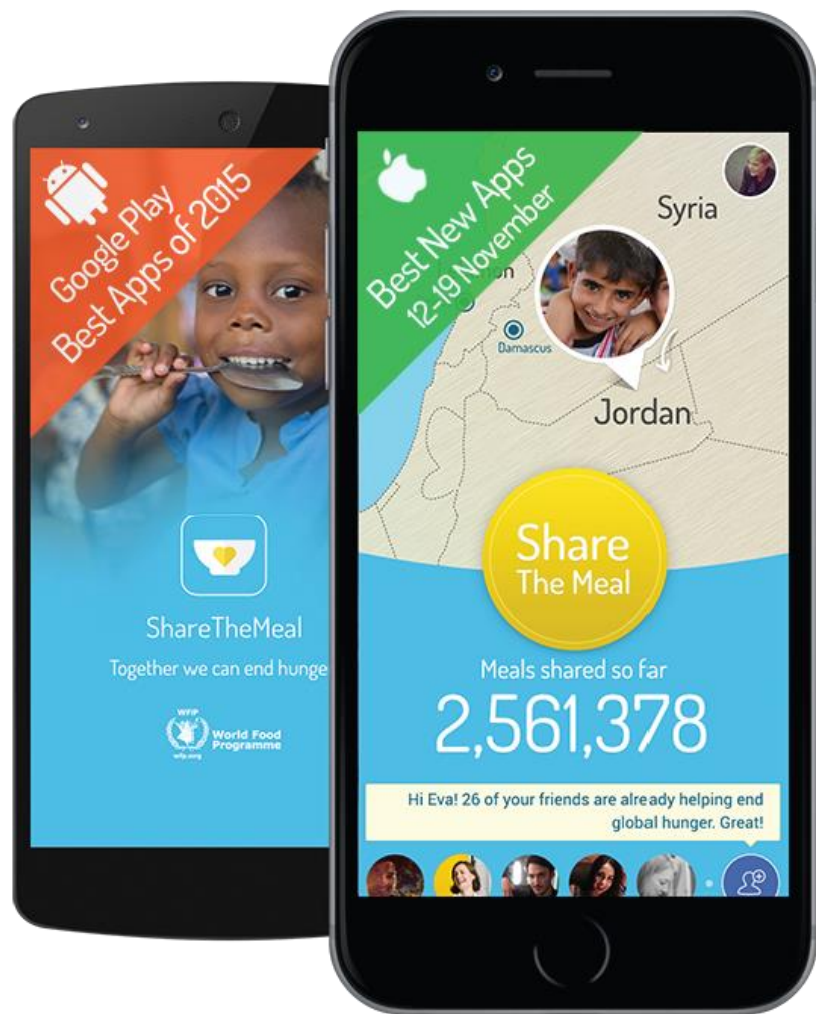 Google Play
Best Apps of 2015
ShareTheMeal
Together we can end hunge
WFP
World Food
Programme
wfp.org
Best New Apps
12-19 November
Syria
non
Damascus
Jordan
Share
The Meal
Meals shared so far
2,561,378
Hi Eva! 26 of your friends are already helping end
global hunger. Great!